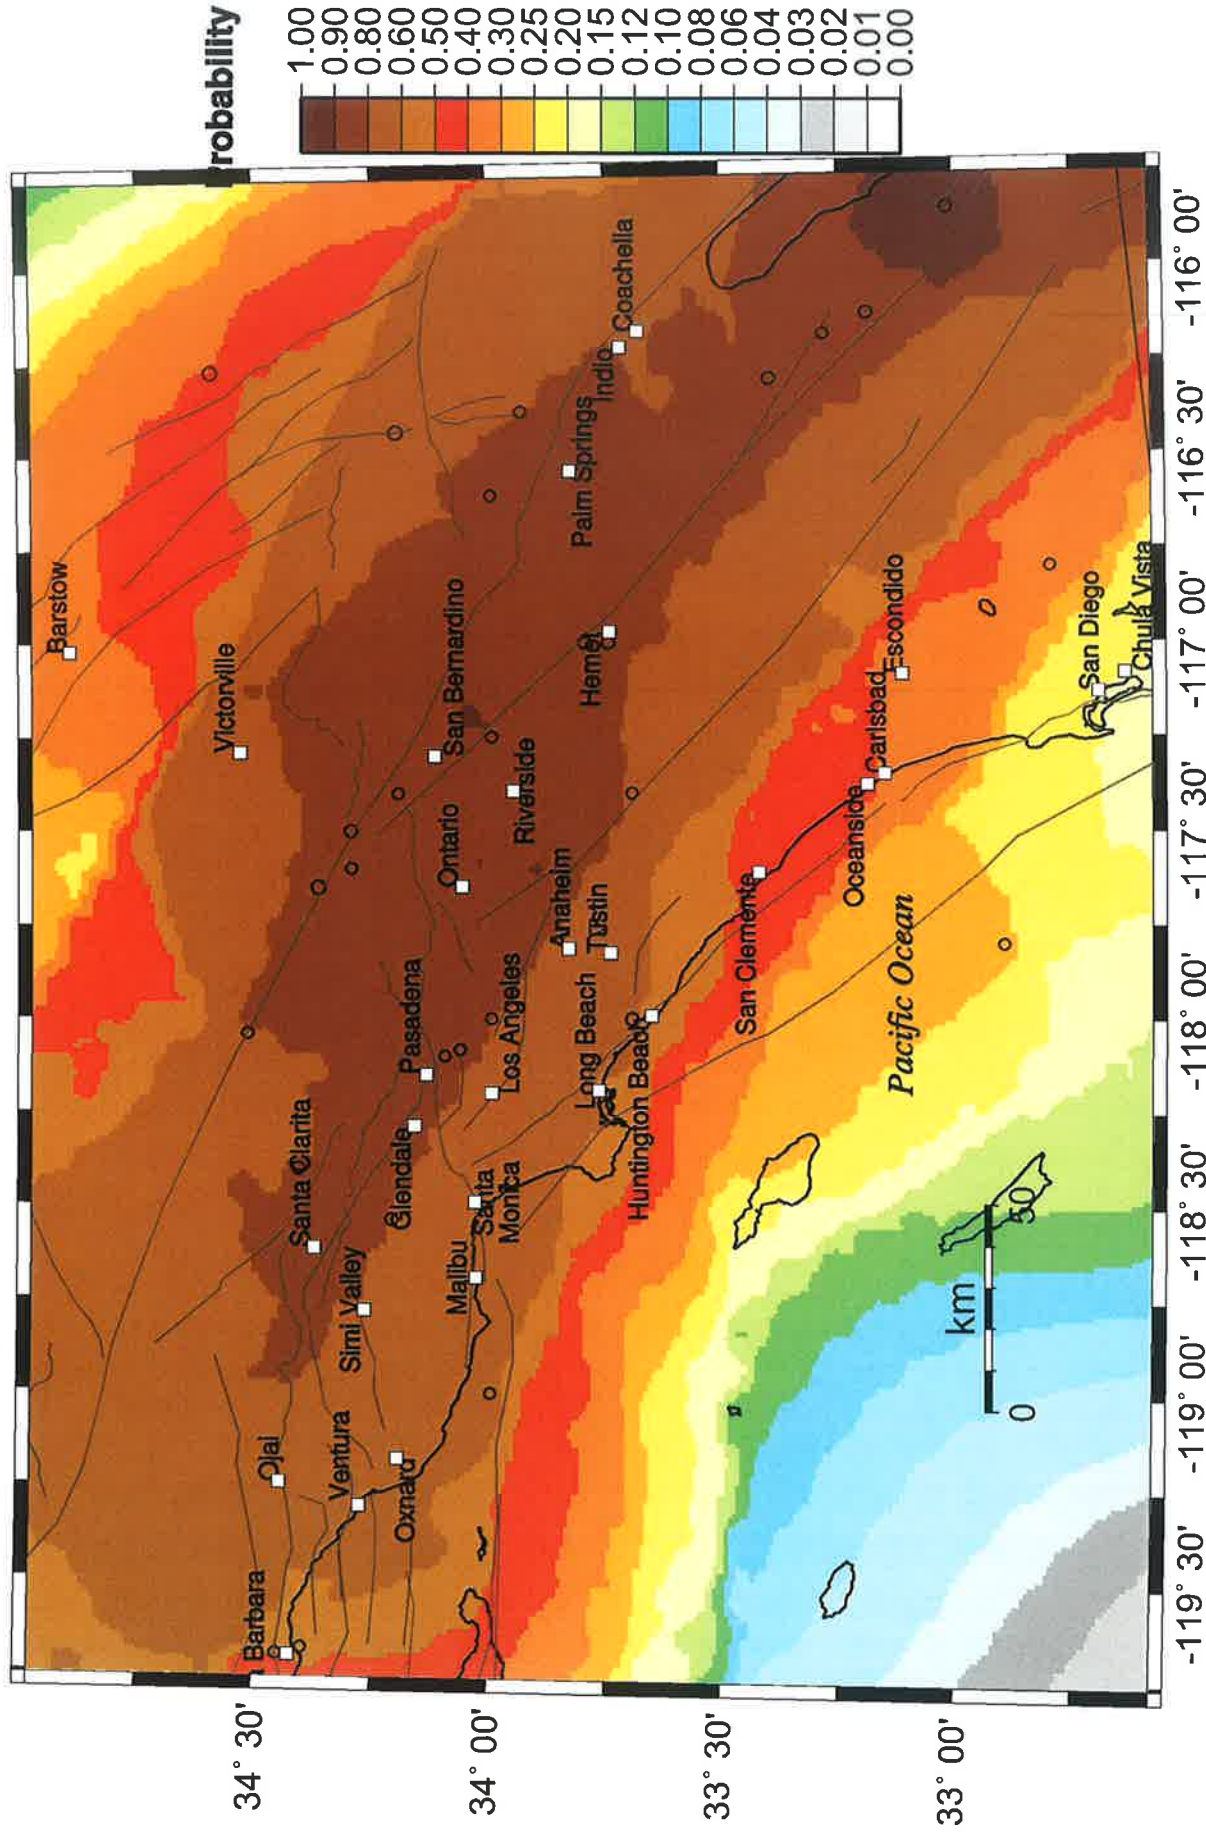 robability
1.00
0.90
0.80
0.60
0.50
0.40
0.30
0.25
0.20
0.15
0.12
0.10
0.08
0.06
0.04
0.03
0.02
0.01
0.00
Barstow
Victorville
San Bernardino
Riverside
Ontario
Hemet
Palm Springs
Indio
Coachella
Barbara
Ojai
Ventura
Oxnard
Simi Valley
Santa Clarita
Malibu
Glendale
Santa
Monica
Pasadena
Los Angeles
Long Beach
Huntington Beach
Anaheim
Tustin
San Clemente
Oceanside
Carlsbad
Escondido
San Diego
Chula Vista
Pacific Ocean
km
0
50
34° 30'
34° 00'
33° 30'
33° 00'
-119° 30'
-119° 00'
-118° 30'
-118° 00'
-117° 30'
-117° 00'
-116° 30'
-116° 00'